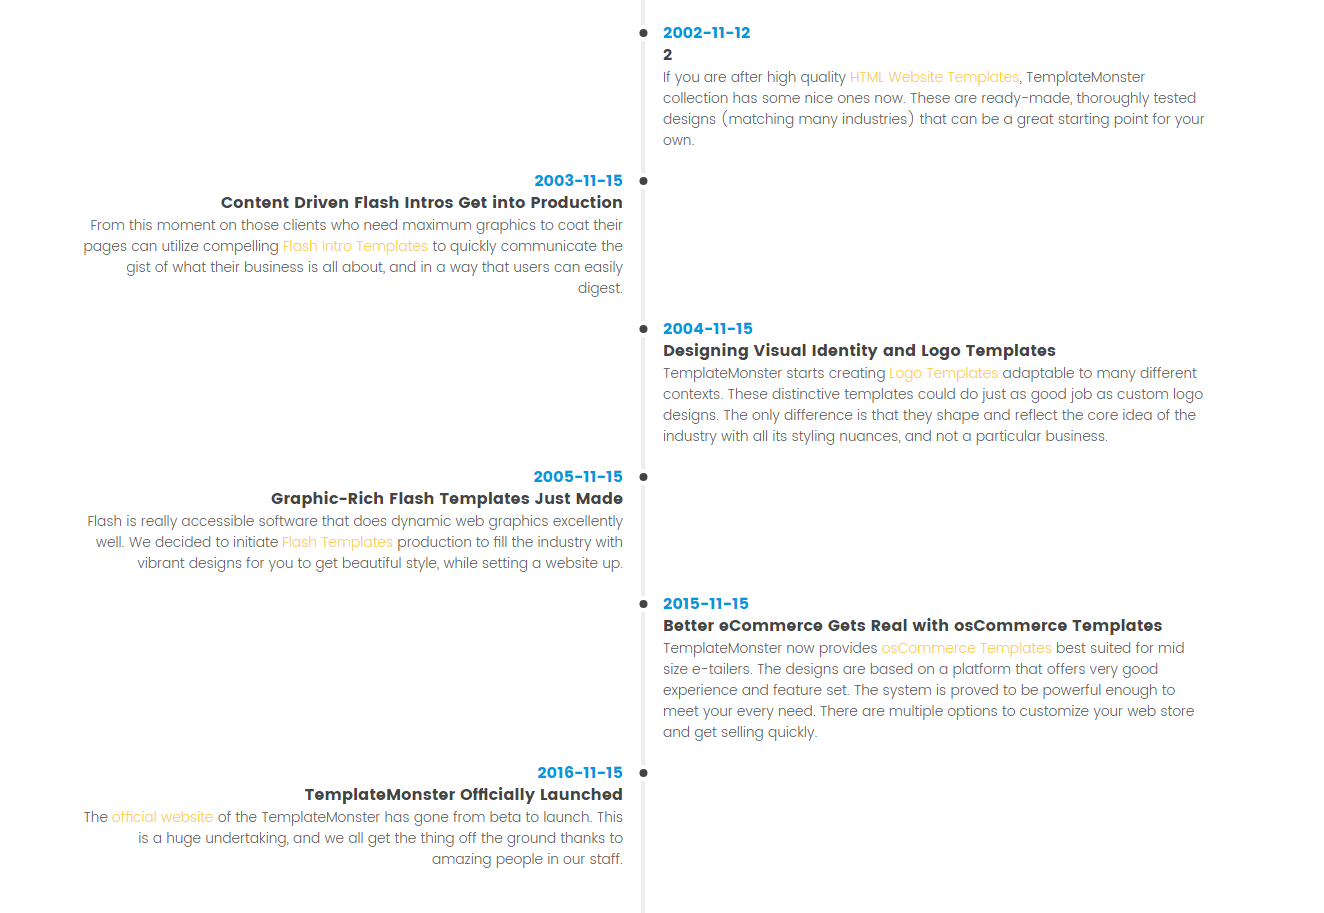 2002-11-12
2
If you are after high quality HTML Website Templates, TemplateMonster
collection has some nice ones now. These are ready-made, thoroughly tested
designs (matching many industries) that can be a great starting point for your
own.
2003-11-15
Content Driven Flash Intros Get into Production
From this moment on those clients who need maximum graphics to coat their
pages can utilize compelling Flash Intro Templates to quickly communicate the
gist of what their business is all about, and in a way that users can easily
digest.
2004-11-15
Designing Visual Identity and Logo Templates
TemplateMonster starts creating Logo Templates adaptable to many different
contexts. These distinctive templates could do just as good job as custom logo
designs. The only difference is that they shape and reflect the core idea of the
industry with all its styling nuances, and not a particular business.
2005-11-15
Graphic-Rich Flash Templates Just Made
Flash is really accessible software that does dynamic web graphics excellently
well. We decided to initiate Flash Templates production to fill the industry with
vibrant designs for you to get beautiful style, while setting a website up.
2015-11-15
Better eCommerce Gets Real with osCommerce Templates
TemplateMonster now provides osCommerce Templates best suited for mid
size e-tailers. The designs are based on a platform that offers very good
experience and feature set. The system is proved to be powerful enough to
meet your every need. There are multiple options to customize your web store
and get selling quickly.
2016-11-15
TemplateMonster Officially Launched
The official website of the TemplateMonster has gone from beta to launch. This
is a huge undertaking, and we all get the thing off the ground thanks to
amazing people in our staff.